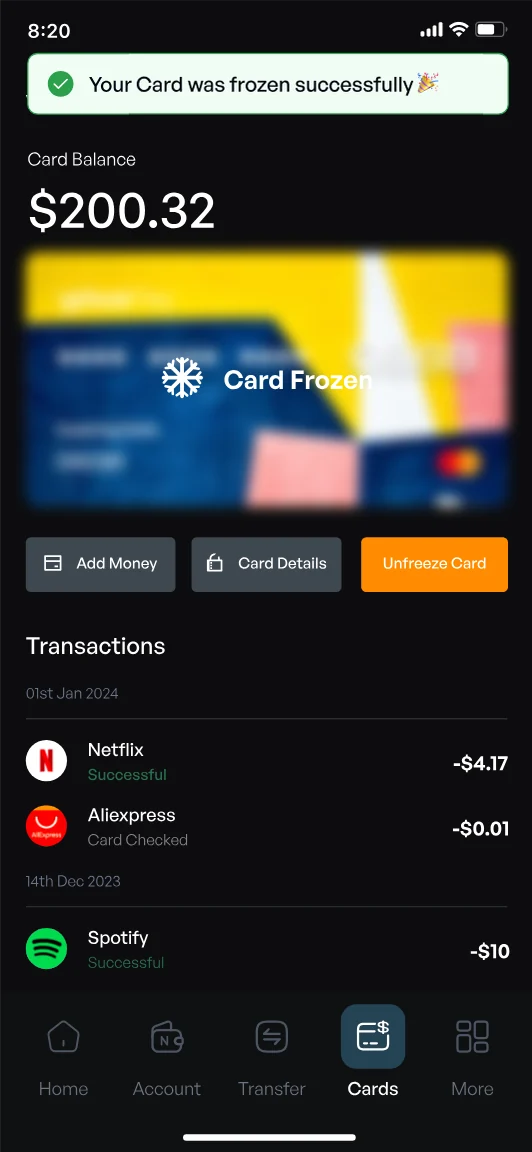 8:20
Your Card was frozen successfully🎉
Card Balance
$200.32
Card Frozen
Add Money
Card Details
Unfreeze Card
Transactions
01st Jan 2024
N
Netflix
Successful
-$4.17
AliExpress
Aliexpress
Card Checked
-$0.01
14th Dec 2023
Spotify
Successful
-$10
N
$
Home
Account
Transfer
Cards
More